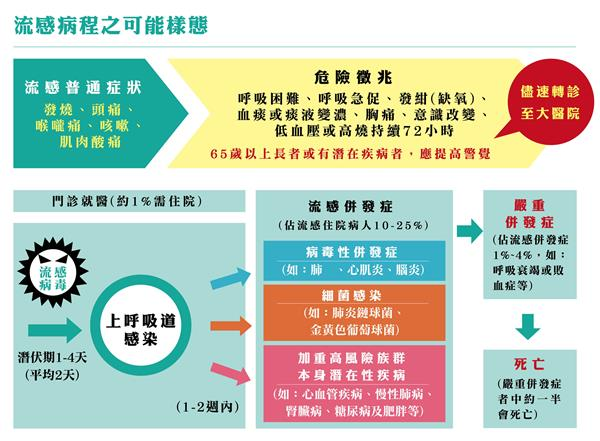 流感病程之可能樣態
流感普通症狀
發燒、頭痛、
喉嚨痛、咳嗽、
肌肉酸痛
危險徵兆
呼吸困難、呼吸急促、發紺(缺氧)、
血痰或痰液變濃、胸痛、意識改變、
低血壓或高燒持續72小時
65歲以上長者或有潛在疾病者，應提高警覺
儘速轉診
至大醫院
門診就醫(約1%需住院)
流感
病毒
潛伏期1-4天
(平均2天)
上呼吸道
感染
(1-2週內)
流感併發症
(佔流感住院病人10-25%)
病毒性併發症
(如：肺 、心肌炎、腦炎)
細菌感染
(如：肺炎鏈球菌、
金黃色葡萄球菌)
加重高風險族群
本身潛在性疾病
(如：心血管疾病、慢性肺病、
腎臟病、糖尿病及肥胖等)
嚴重
併發症
(佔流感併發症
1%~4%，如：
呼吸衰竭或敗
血症等)
死亡
(嚴重併發症
者中約一半
會死亡)